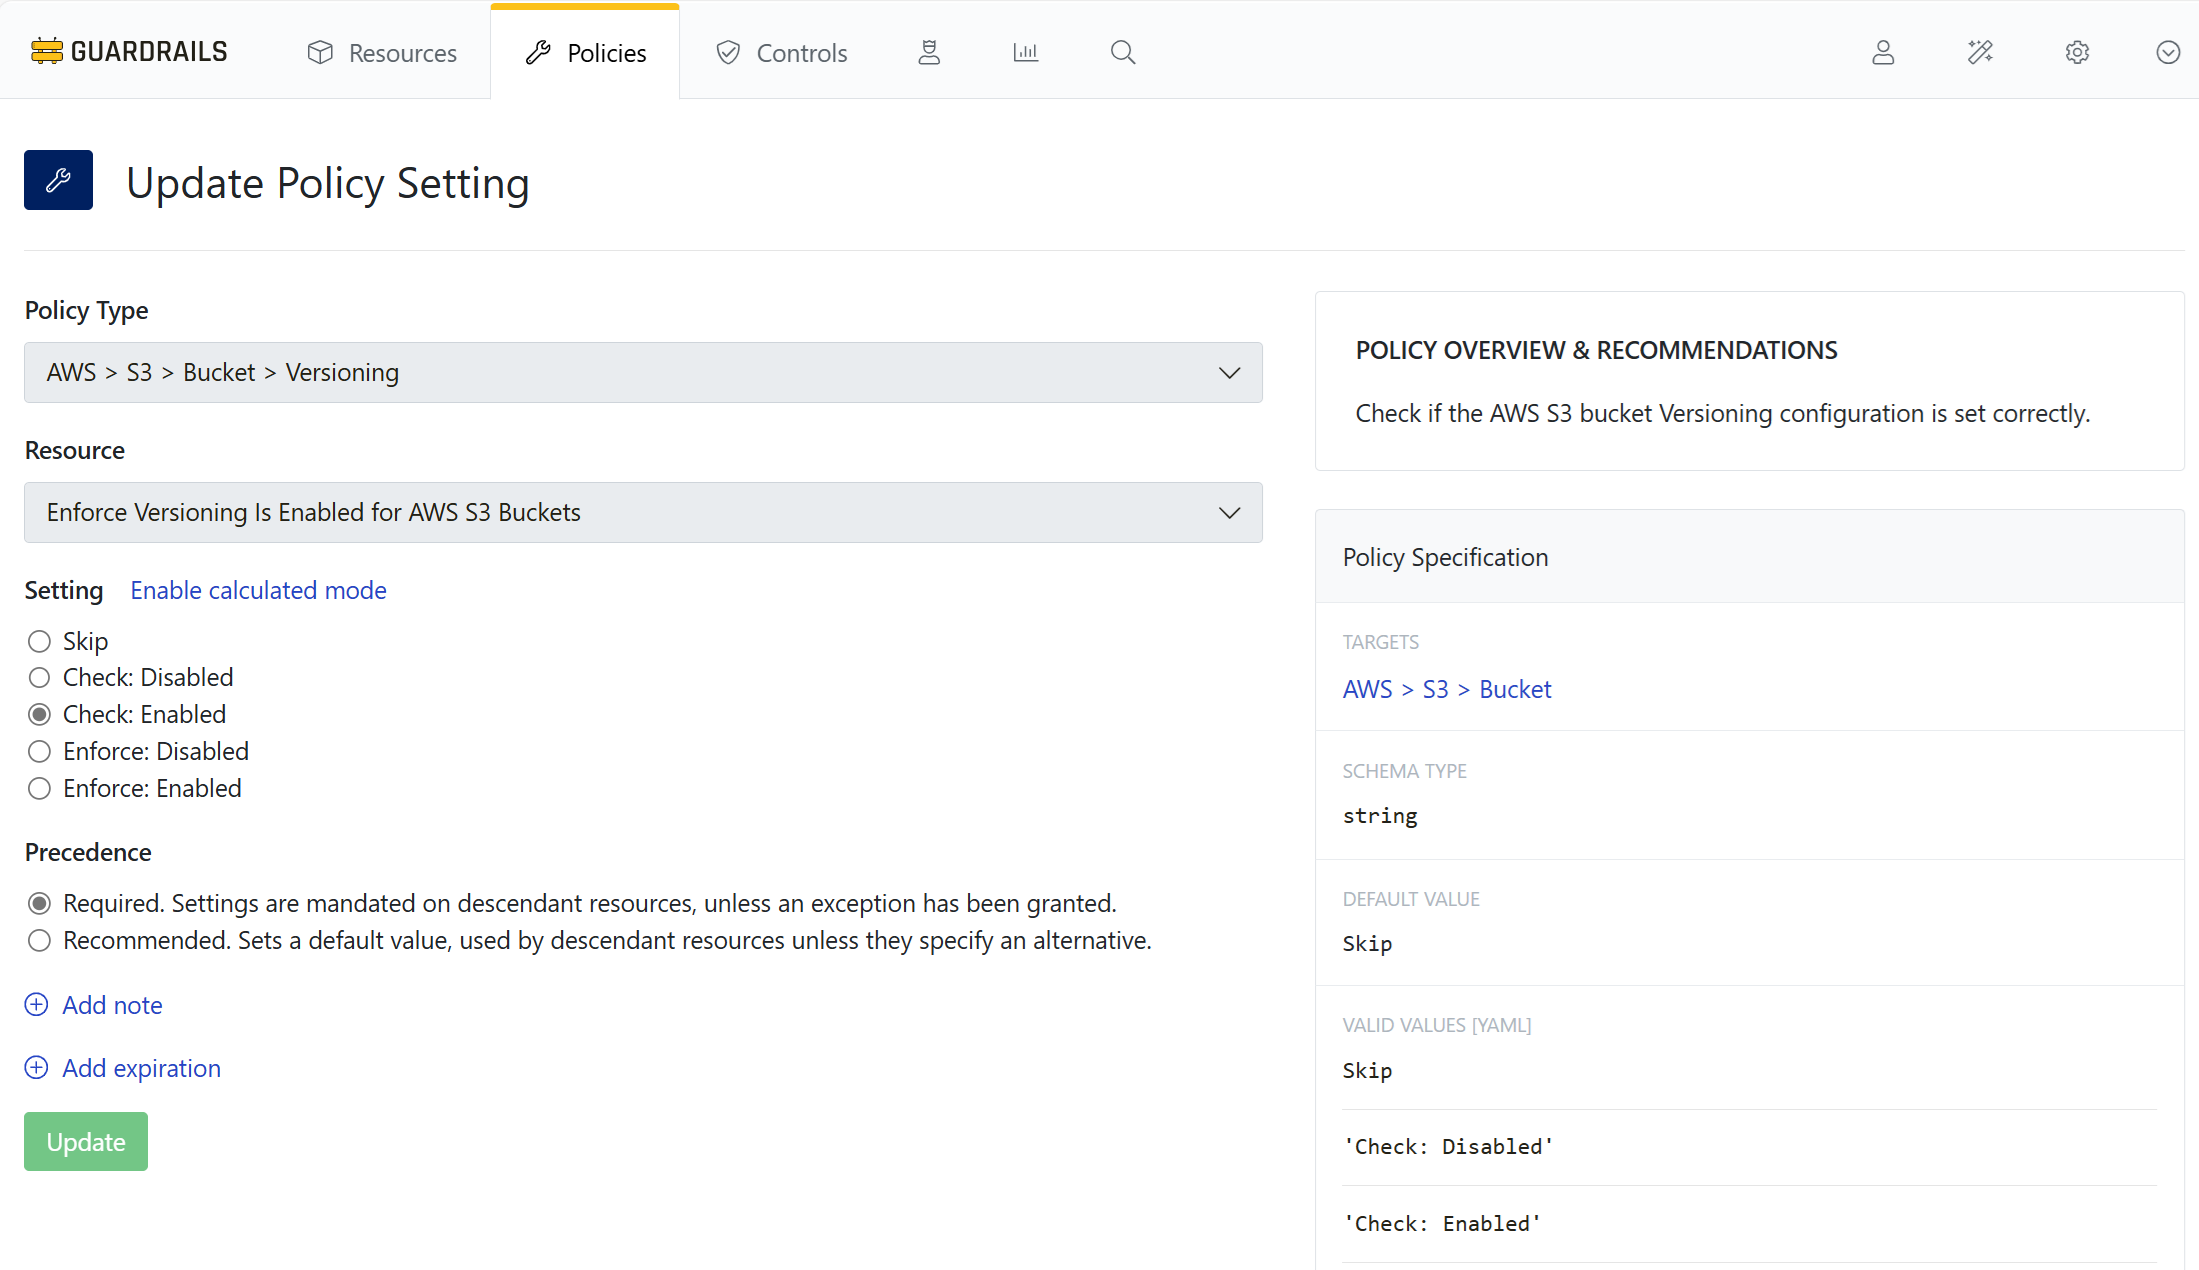 GUARDRAILS
Resources
Policies
Controls
Update Policy Setting
Policy Type
AWS > S3 > Bucket > Versioning
Resource
Enforce Versioning Is Enabled for AWS S3 Buckets
Setting Enable calculated mode
Skip
Check: Disabled
Check: Enabled
Enforce: Disabled
Enforce: Enabled
Precedence
Required. Settings are mandated on descendant resources, unless an exception has been granted.
Recommended. Sets a default value, used by descendant resources unless they specify an alternative.
Add note
Add expiration
Update
POLICY OVERVIEW & RECOMMENDATIONS
Check if the AWS S3 bucket Versioning configuration is set correctly.
Policy Specification
TARGETS
AWS > S3 > Bucket
SCHEMA TYPE
string
DEFAULT VALUE
Skip
VALID VALUES [YAML]
Skip
'Check: Disabled'
'Check: Enabled'